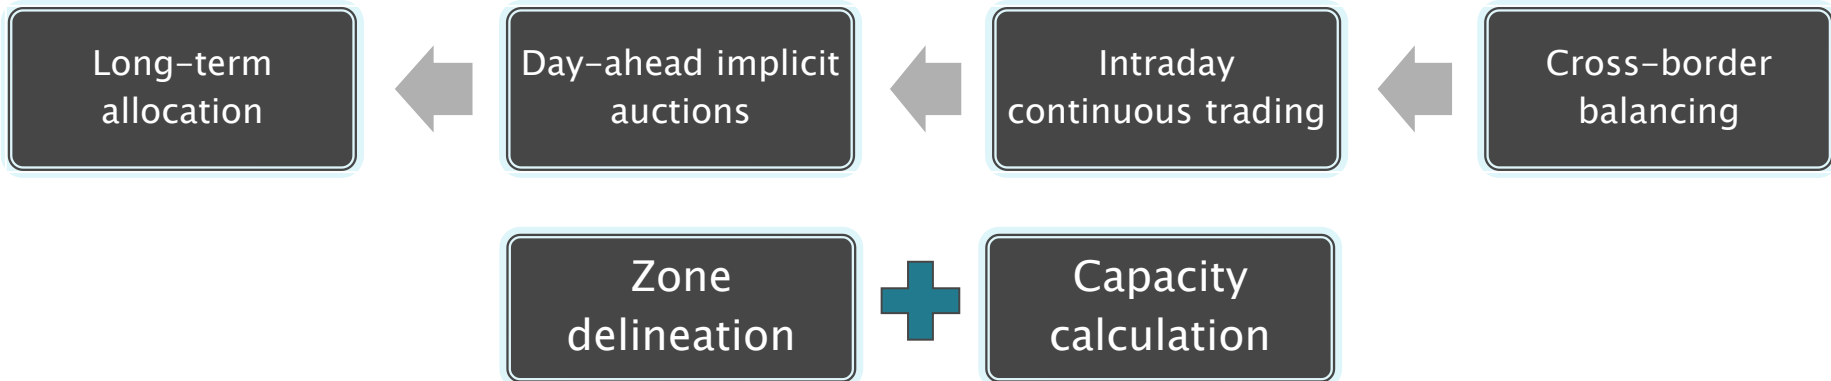 Long-term
allocation
Day-ahead implicit
auctions
Intraday
continuous trading
Cross-border
balancing
Zone
delineation
Capacity
calculation